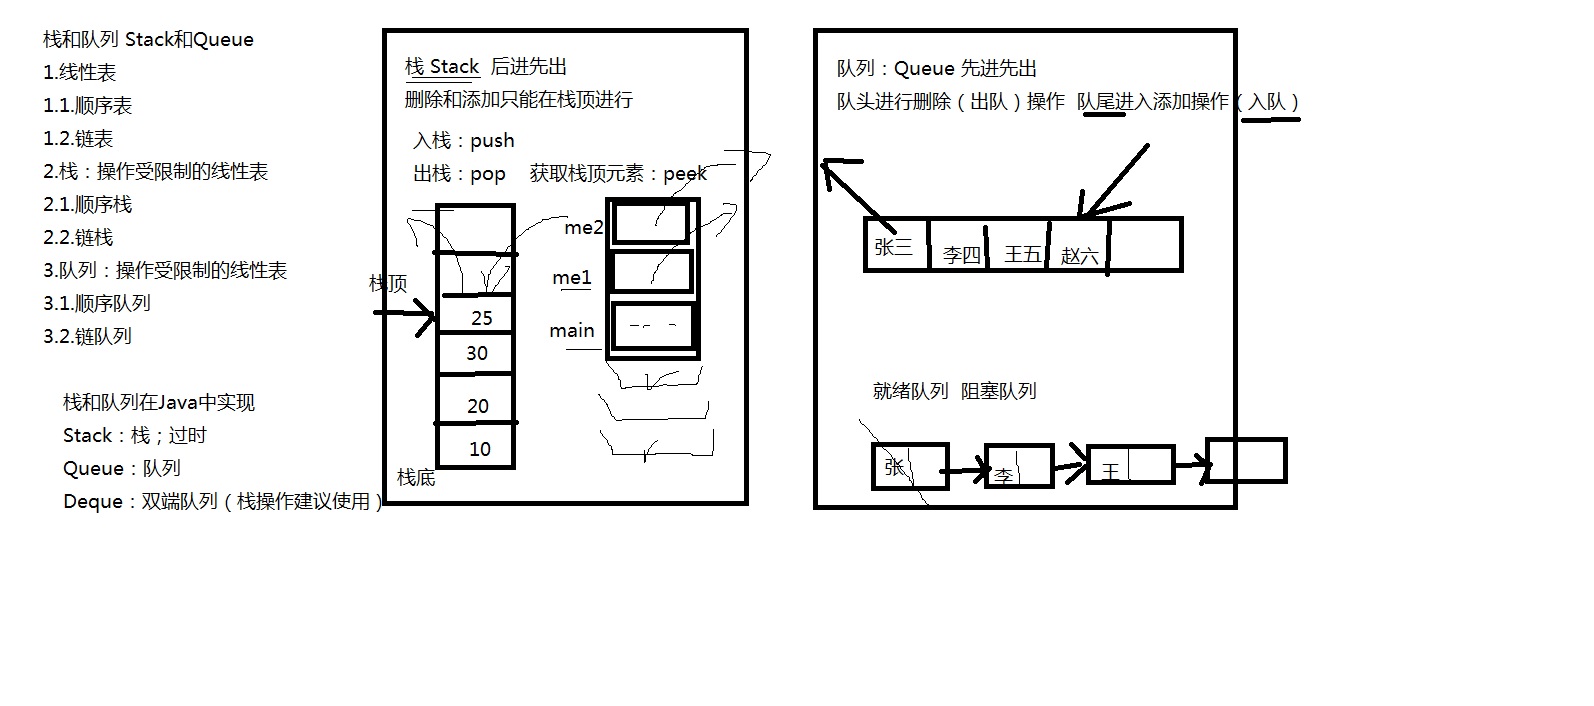 栈和队列 Stack和Queue
1.线性表
1.1.顺序表
1.2.链表
2.栈：操作受限制的线性表
2.1.顺序栈
2.2.链栈
3.队列：操作受限制的线性表
3.1.顺序队列
3.2.链队列
栈和队列在Java中实现
Stack：栈；过时
Queue：队列
Deque：双端队列（栈操作建议使用）
栈 Stack 后进先出
删除和添加只能在栈顶进行
入栈：push
出栈：pop 获取栈顶元素：peek
栈顶
25
30
20
10
栈底
me2
me1
main
队列：Queue 先进先出
队头进行删除（出队）操作 队尾进入添加操作（入队）
张三 李四 王五 赵六
就绪队列 阻塞队列
张 李 王